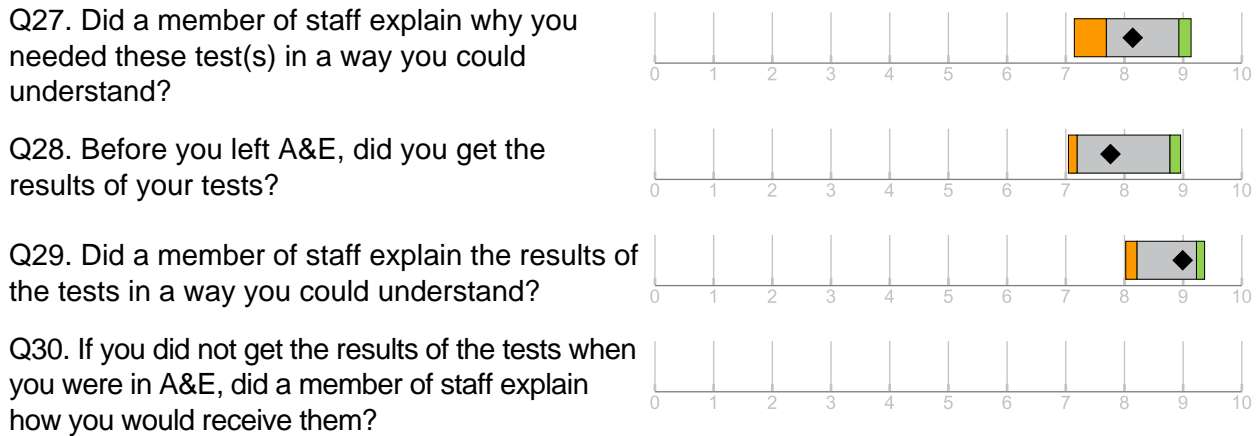 Q27. Did a member of staff explain why you
needed these test(s) in a way you could
understand?
0 1 2 3 4 5 6 7 8 9 10
Q28. Before you left A&E, did you get the
results of your tests?
0 1 2 3 4 5 6 7 8 9 10
Q29. Did a member of staff explain the results of
the tests in a way you could understand?
0 1 2 3 4 5 6 7 8 9 10
Q30. If you did not get the results of the tests when
you were in A&E, did a member of staff explain
how you would receive them?
0 1 2 3 4 5 6 7 8 9 10